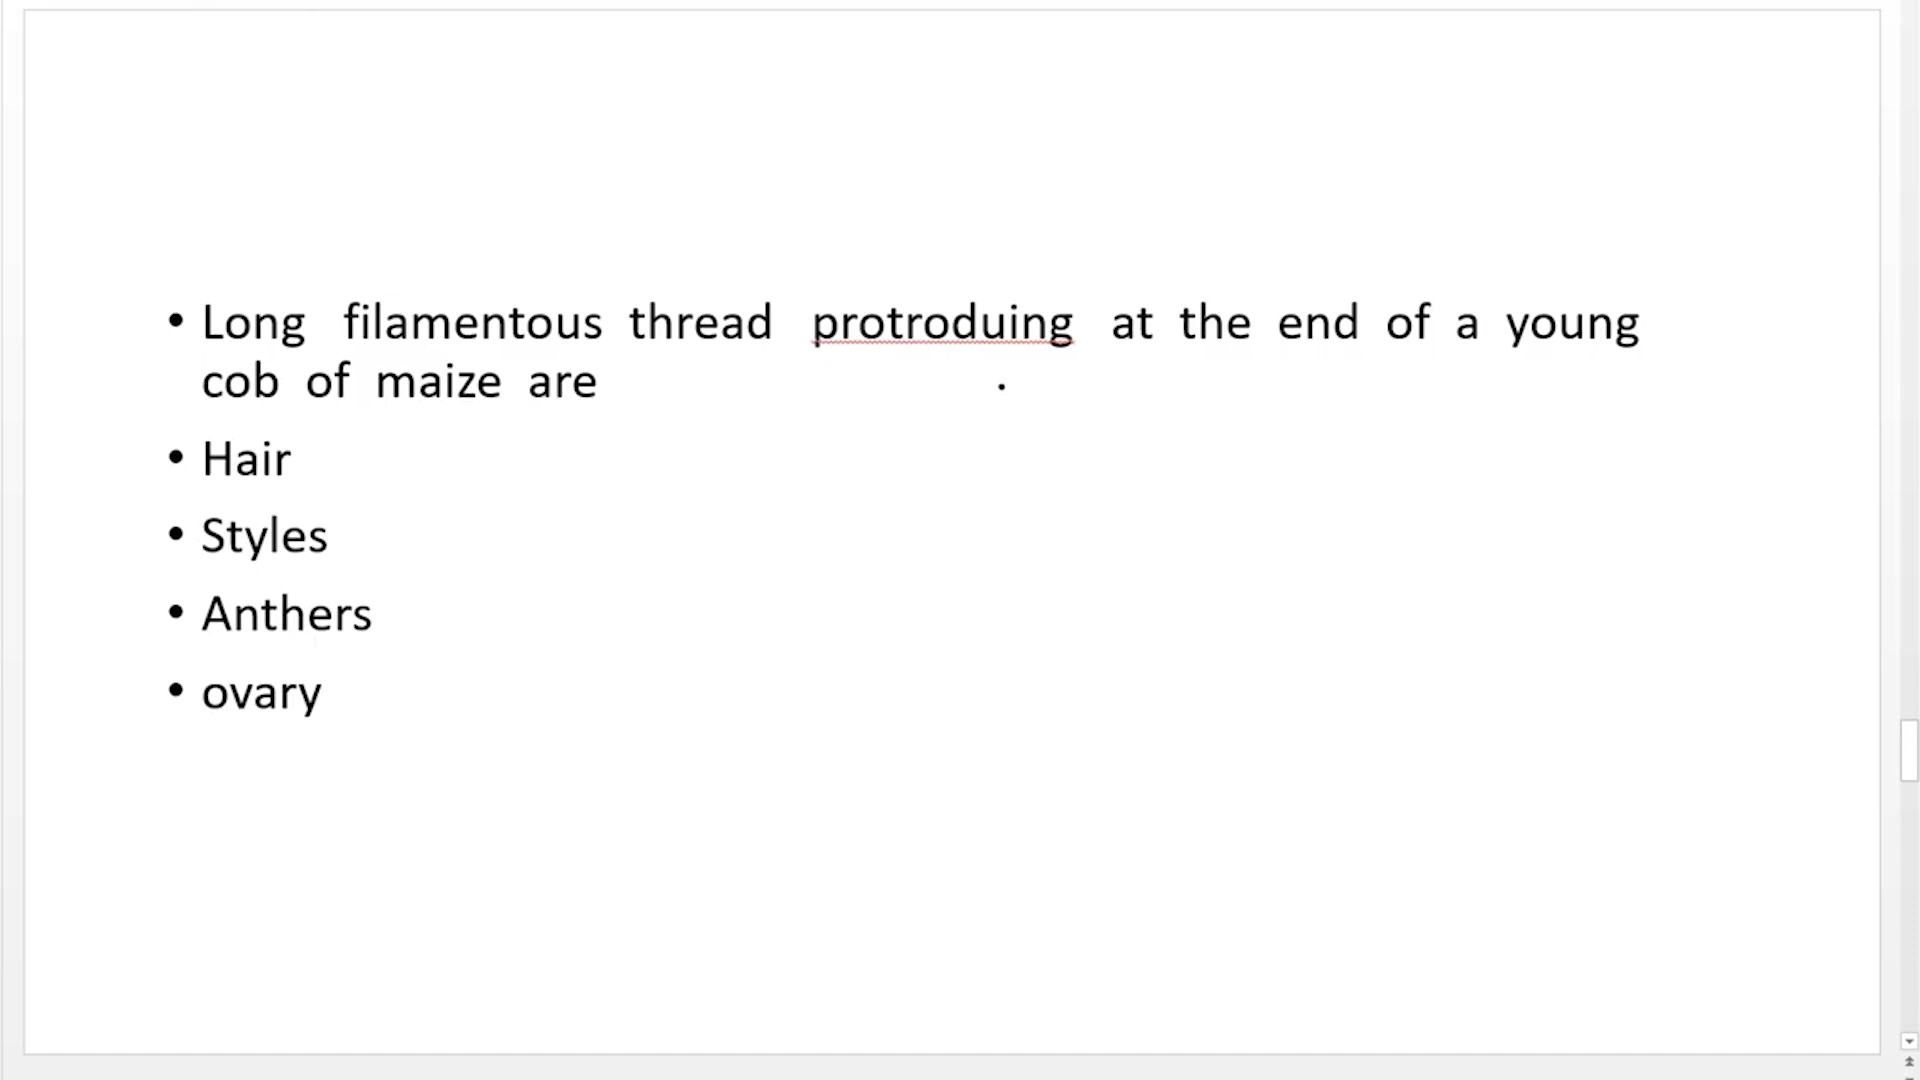 • Long filamentous thread protroduing at the end of a young
cob of maize are .
• Hair
• Styles
• Anthers
• ovary